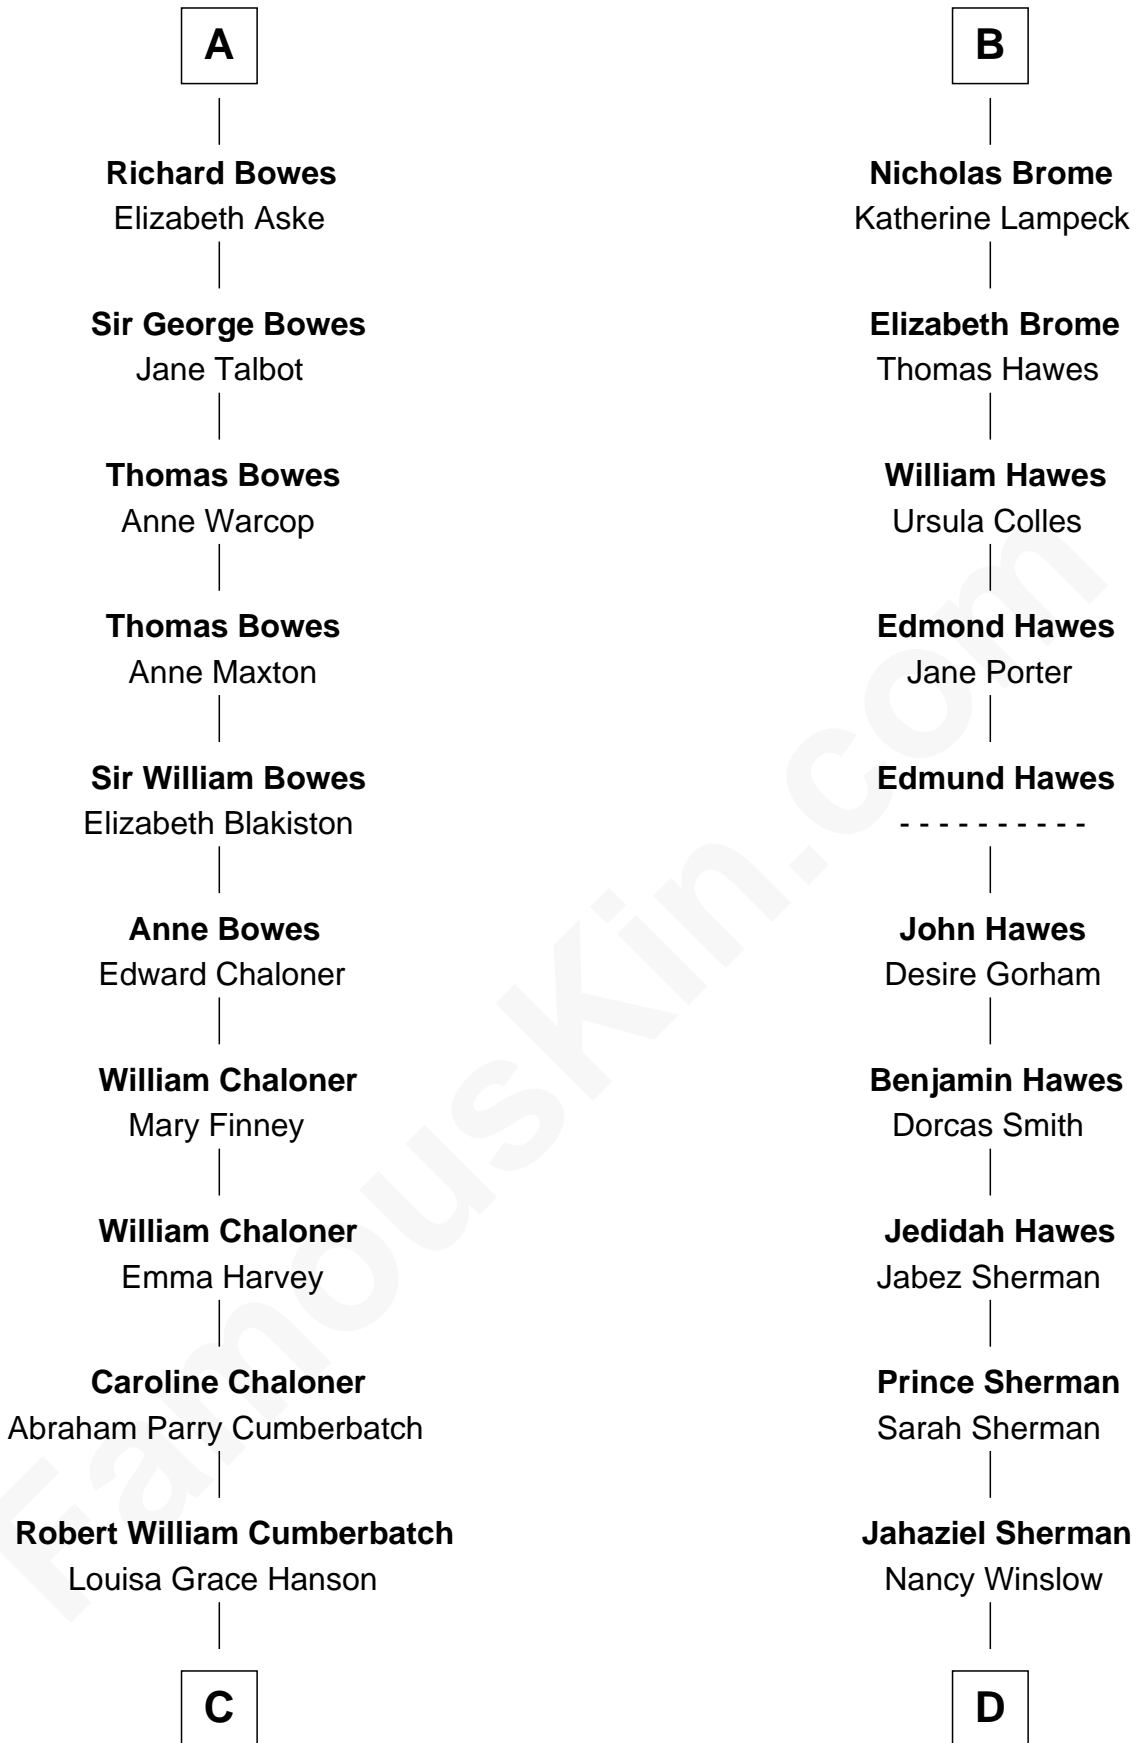 A
Richard Bowes
Elizabeth Aske
Sir George Bowes
Jane Talbot
Thomas Bowes
Anne Warcop
Thomas Bowes
Anne Maxton
Sir William Bowes
Elizabeth Blakiston
Anne Bowes
Edward Chaloner
William Chaloner
Mary Finney
William Chaloner
Emma Harvey
Caroline Chaloner
Abraham Parry Cumberbatch
Robert William Cumberbatch
Louisa Grace Hanson
C
B
Nicholas Brome
Katherine Lampeck
Elizabeth Brome
Thomas Hawes
William Hawes
Ursula Colles
Edmond Hawes
Jane Porter
Edmund Hawes
- - - - - - - - - -
John Hawes
Desire Gorham
Benjamin Hawes
Dorcas Smith
Jedidah Hawes
Jabez Sherman
Prince Sherman
Sarah Sherman
Jahaziel Sherman
Nancy Winslow
D
FamousKin.com